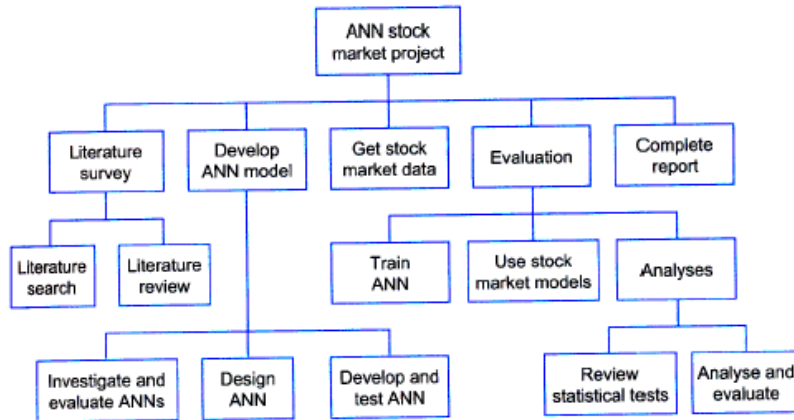 ANN stock
market project
Literature
survey
Develop
ANN model
Get stock
market data
Evaluation
Complete
report
Literature
search
Literature
review
Train
ANN
Use stock
market models
Analyses
Investigate and
evaluate ANNs
Design
ANN
Develop and
test ANN
Review
statistical tests
Analyse and
evaluate